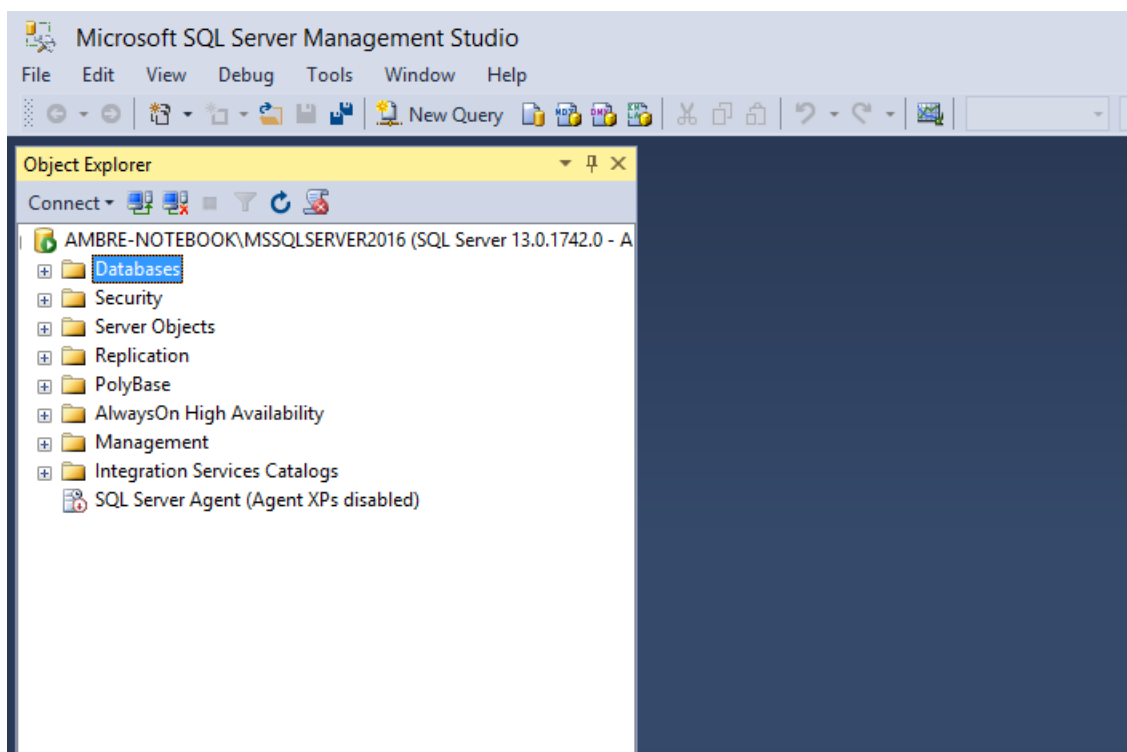 Microsoft SQL Server Management Studio
File Edit View Debug Tools Window Help
New Query
Object Explorer
Connect
AMBRE-NOTEBOOK\MSSQLSERVER2016 (SQL Server 13.0.1742.0 - A
Databases
Security
Server Objects
Replication
PolyBase
AlwaysOn High Availability
Management
Integration Services Catalogs
SQL Server Agent (Agent XPs disabled)